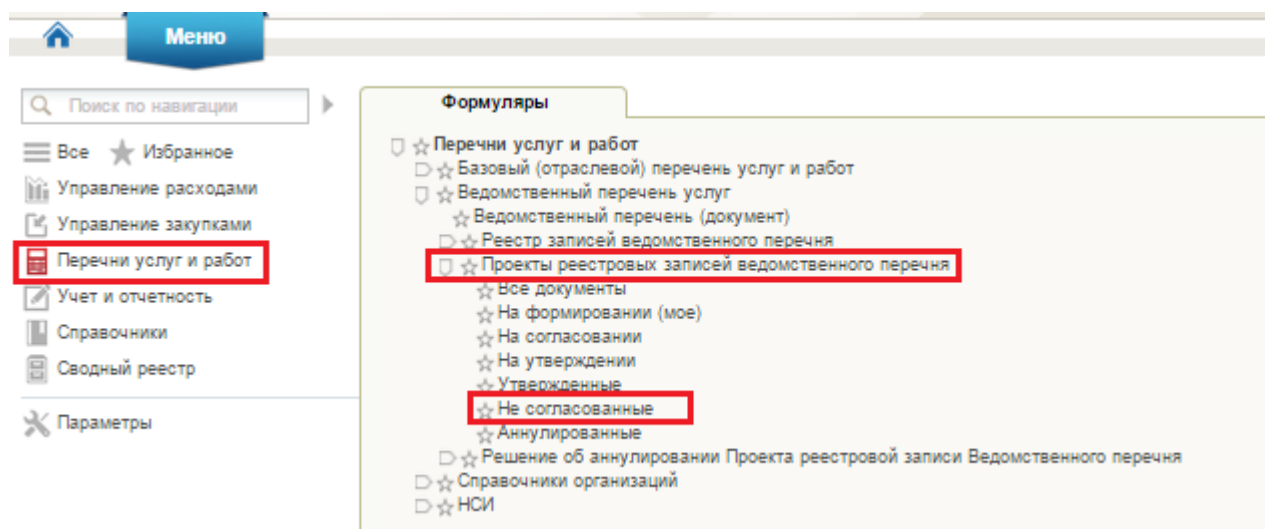 Меню
Поиск по навигации
Все Избранное
Управление расходами
Управление закупками
Перечни услуг и работ
Учет и отчетность
Справочники
Сводный реестр
Параметры
Формуляры
Перечни услуг и работ
Базовый (отраслевой) перечень услуг и работ
Ведомственный перечень услуг
Ведомственный перечень (документ)
Реестр записей ведомственного перечня
Проекты реестровых записей ведомственного перечня
Все документы
На формировании (мое)
На согласовании
На утверждении
Утвержденные
Не согласованные
Аннулированные
Решение об аннулировании Проекта реестровой записи Ведомственного перечня
Справочники организаций
НСИ